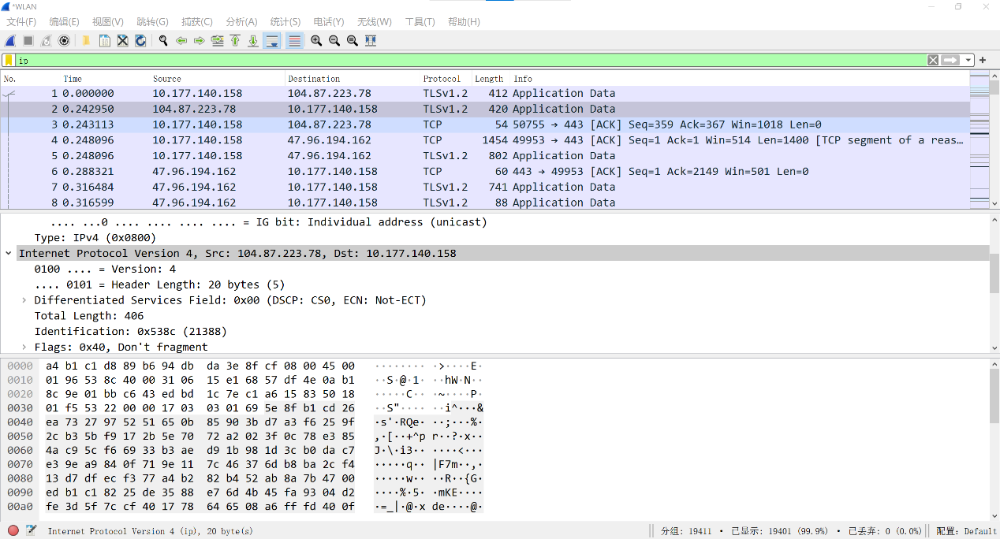 *WLAN
文件(F) 编辑(E) 视图(V) 跳转(G) 捕获(C) 分析(A) 统计(S) 电话(Y) 无线(W) 工具(T) 帮助(H)
ip
No. Time Source Destination Protocol Length Info
1 0.000000 10.177.140.158 104.87.223.78 TLSv1.2 412 Application Data
2 0.242950 104.87.223.78 10.177.140.158 TLSv1.2 420 Application Data
3 0.243113 10.177.140.158 104.87.223.78 TCP 54 50755 → 443 [ACK] Seq=359 Ack=367 Win=1018 Len=0
4 0.248096 10.177.140.158 47.96.194.162 TCP 1454 49953 → 443 [ACK] Seq=1 Ack=1 Win=514 Len=1400 [TCP segment of a reas…
5 0.248096 10.177.140.158 47.96.194.162 TLSv1.2 802 Application Data
6 0.288321 47.96.194.162 10.177.140.158 TCP 60 443 → 49953 [ACK] Seq=1 Ack=2149 Win=501 Len=0
7 0.316484 47.96.194.162 10.177.140.158 TLSv1.2 741 Application Data
8 0.316599 47.96.194.162 10.177.140.158 TLSv1.2 88 Application Data
.... ...0 .... .... .... .... = IG bit: Individual address (unicast)
Type: IPv4 (0x0800)
Internet Protocol Version 4, Src: 104.87.223.78, Dst: 10.177.140.158
0100 .... = Version: 4
.... 0101 = Header Length: 20 bytes (5)
Differentiated Services Field: 0x00 (DSCP: CS0, ECN: Not-ECT)
Total Length: 406
Identification: 0x538c (21388)
Flags: 0x40, Don't fragment
0000 a4 b1 c1 d8 89 b6 94 db da 3e 8f cf 08 00 45 00 ········ ·>····E·
0010 01 96 53 8c 40 00 31 06 15 e1 68 57 df 4e 0a b1 ··S·@·1· ··hW·N··
0020 8c 9e 01 bb c6 43 ed bd 1c 7e c1 a6 15 83 50 18 ·····C·· ·~····P·
0030 01 f5 53 22 00 00 17 03 03 01 69 5e 8f b1 cd 26 ··S"···· ··i^···&
0040 ea 73 27 97 52 51 65 0b 85 90 3b d7 a3 f6 25 9f ·s'·RQe· ··;···%·
0050 2c b3 5b f9 17 2b 5e 70 72 a2 02 3f 0c 78 e3 85 ,·[··+^p r··?·x··
0060 4a c9 5c f6 69 33 b3 ae d9 1b 98 1d 3c b0 da c7 J·\·i3·· ····<···
0070 e3 9e a9 84 0f 71 9e 11 7c 46 37 6d b8 ba 2c f4 ·····q·· |F7m··,·
0080 13 d7 df ec f3 77 a4 b2 82 b4 52 ab 8a 7b 47 00 ·····w·· ··R··{G·
0090 ed b1 c1 82 25 de 35 88 e7 6d 4b 45 fa 93 04 d2 ····%·5· ·mKE····
00a0 fe 3d 5f 7c cf 40 17 78 64 65 08 a6 ff fd 40 0f ·=_|·@·x de····@·
Internet Protocol Version 4 (ip), 20 byte(s) 分组: 19411 · 已显示: 19401 (99.9%) · 已丢弃: 0 (0.0%) 配置: Default